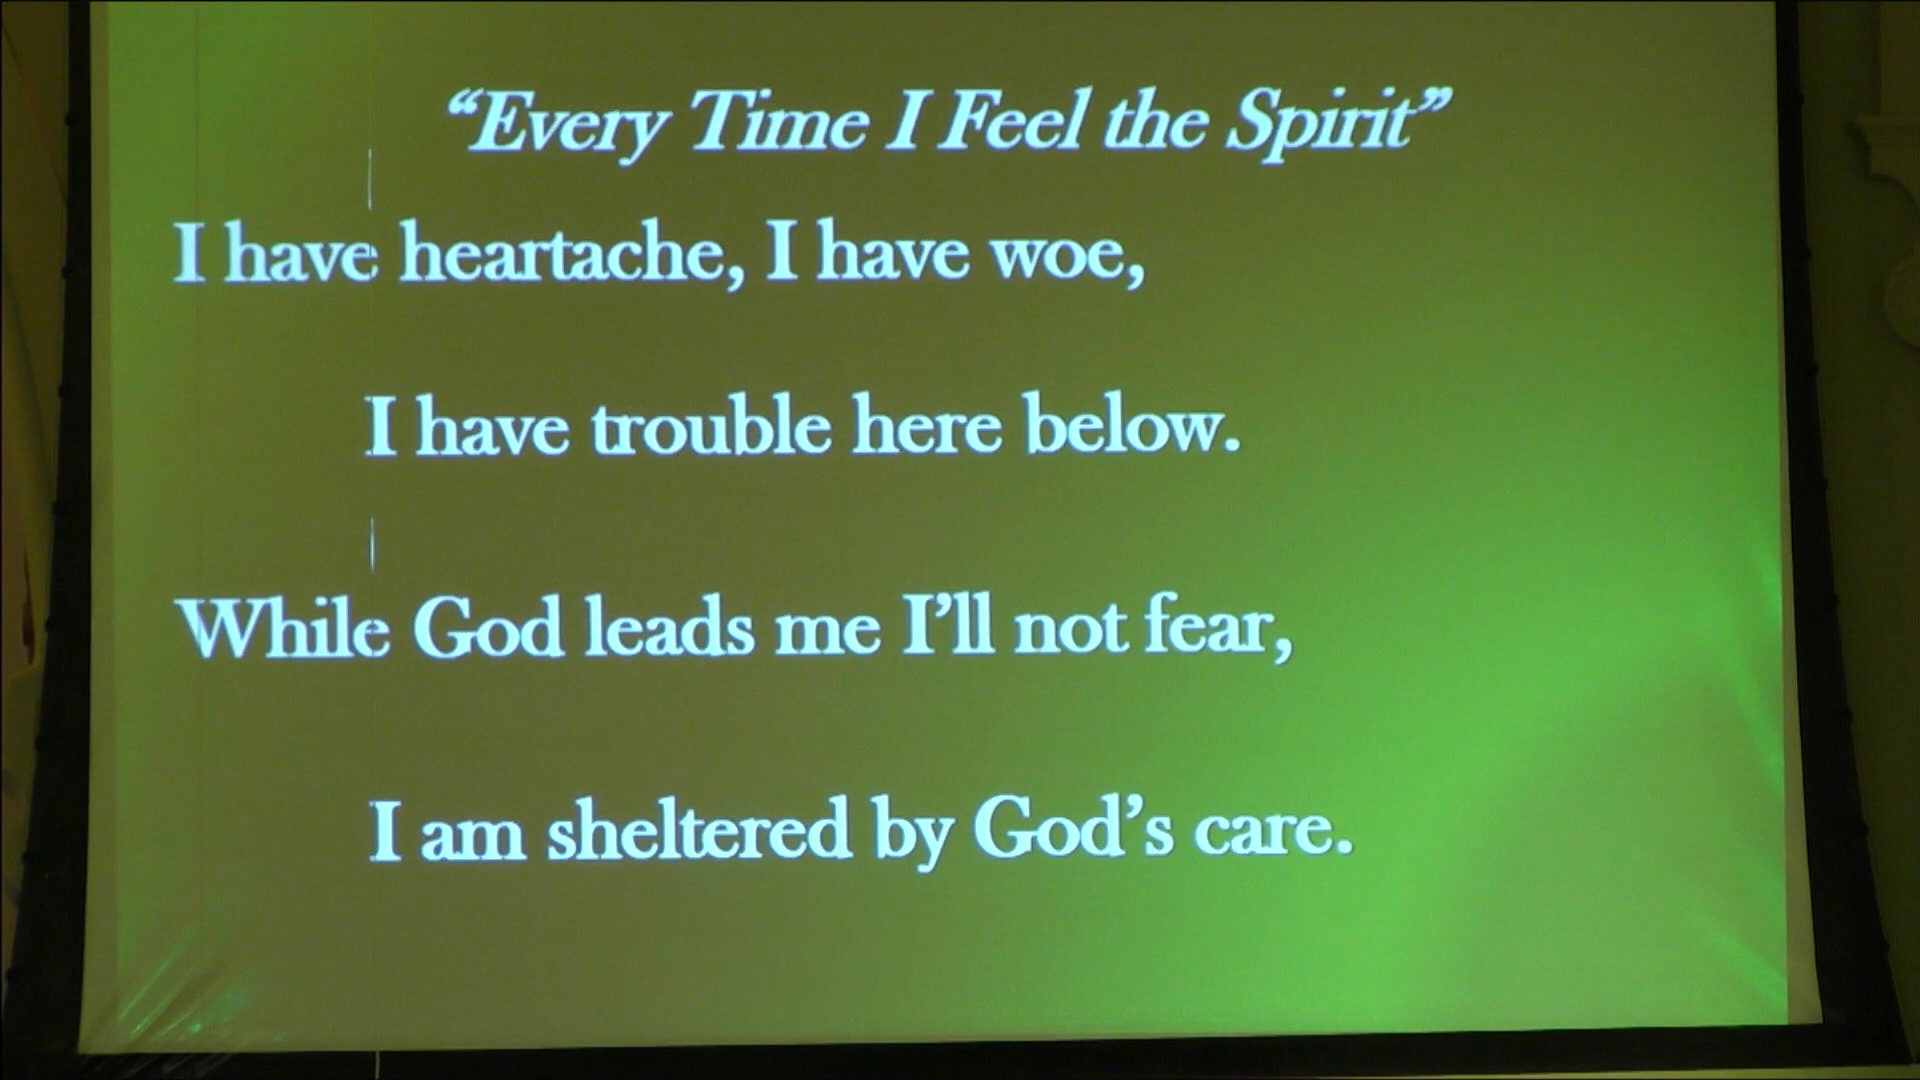 “Every Time I Feel the Spirit”
I have heartache, I have woe,
I have trouble here below.
While God leads me I’ll not fear,
I am sheltered by God’s care.